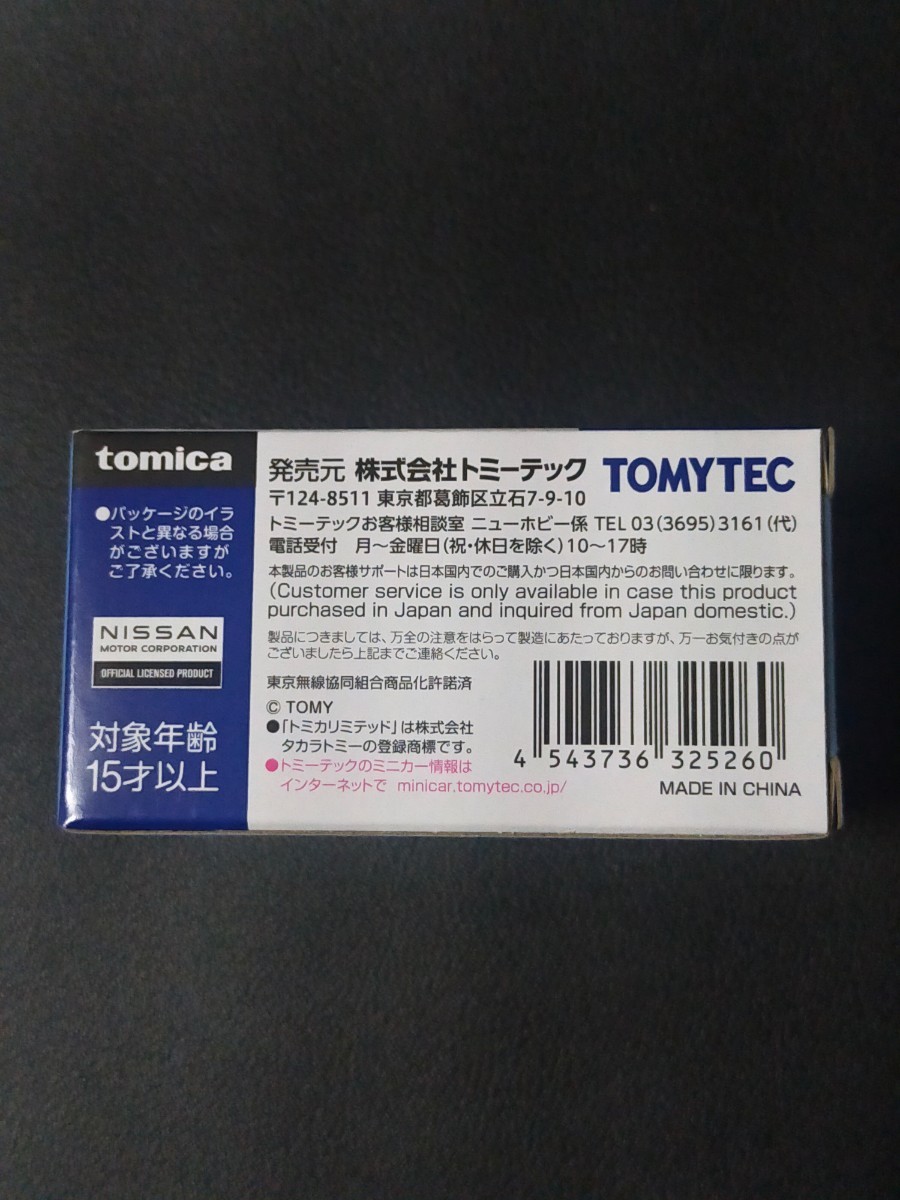 tomica
●パッケージのイラ
ストと異なる場合
がございますが
ご了承ください。
NISSAN
MOTOR CORPORATION
OFFICIAL LICENSED PRODUCT
対象年齢
15才以上
発売元 株式会社トミーテック TOMYTEC
〒124-8511 東京都葛飾区立石7-9-10
トミーテックお客様相談室 ニューホビー係 TEL 03(3695)3161(代)
電話受付 月〜金曜日(祝・休日を除く)10〜17時
本製品のお客様サポートは日本国内でのご購入かつ日本国内からのお問い合わせに限ります。
(Customer service is only available in case this product
purchased in Japan and inquired from Japan domestic.)
製品につきましては、万全の注意をはらって製造にあたっておりますが、万一お気付きの点が
ございましたら上記までご連絡ください。
東京無線協同組合商品化許諾済
© TOMY
●「トミカリミテッド」は株式会社
タカラトミーの登録商標です。
●トミーテックのミニカー情報は
インターネットで minicar.tomytec.co.jp/
4 543736 325260
MADE IN CHINA